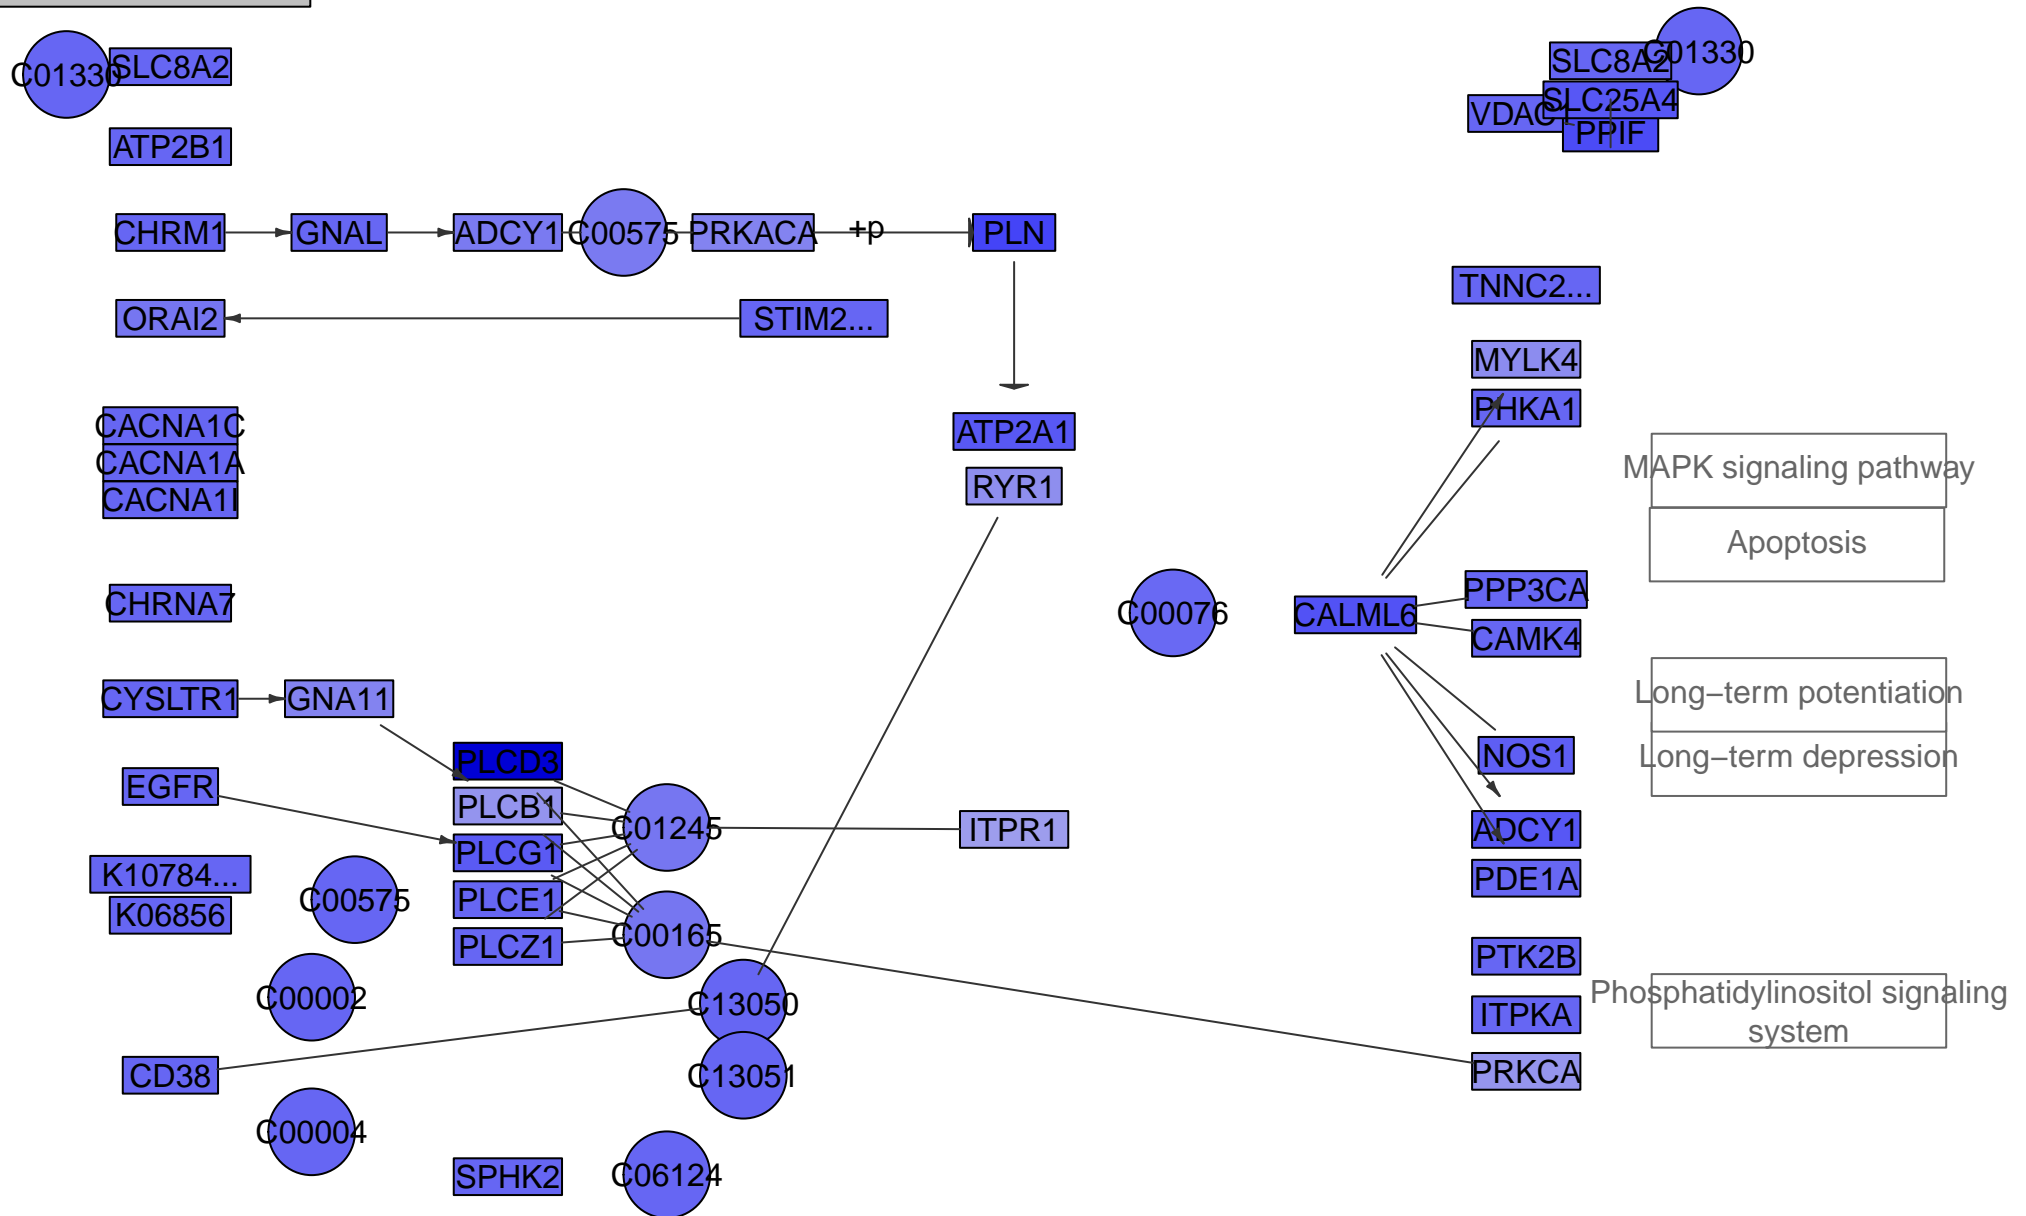 C01330
SLC8A2
SLC8A2
C01330
SLC25A4
VDAC1
PPIF
ATP2B1
CHRM1
GNAL
ADCY1
C00575
PRKACA
+p
PLN
TNNC2...
ORAI2
STIM2...
MYLK4
PHKA1
CACNA1C
CACNA1A
CACNA1I
ATP2A1
RYR1
MAPK signaling pathway
Apoptosis
CHRNA7
C00076
CALML6
PPP3CA
CAMK4
CYSLTR1
GNA11
Long−term potentiation
Long−term depression
NOS1
PLCD3
EGFR
PLCB1
C01245
ITPR1
ADCY1
PLCG1
K10784...
K06856
C00575
PLCE1
PDE1A
PLCZ1
C00165
PTK2B
C00002
C13050
Phosphatidylinositol signaling
system
ITPKA
CD38
C13051
PRKCA
C00004
SPHK2
C06124